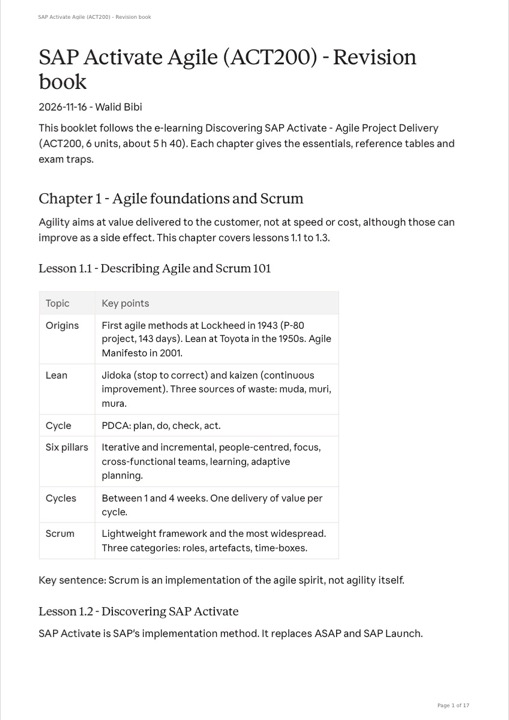 SAP Activate Agile (ACT200) - Revision book
SAP Activate Agile (ACT200) - Revision
book
2026-11-16 - Walid Bibi
This booklet follows the e-learning Discovering SAP Activate - Agile Project Delivery
(ACT200, 6 units, about 5 h 40). Each chapter gives the essentials, reference tables and
exam traps.
Chapter 1 - Agile foundations and Scrum
Agility aims at value delivered to the customer, not at speed or cost, although those can
improve as a side effect. This chapter covers lessons 1.1 to 1.3.
Lesson 1.1 - Describing Agile and Scrum 101
Topic Key points
Origins First agile methods at Lockheed in 1943 (P-80
project, 143 days). Lean at Toyota in the 1950s. Agile
Manifesto in 2001.
Lean Jidoka (stop to correct) and kaizen (continuous
improvement). Three sources of waste: muda, muri,
mura.
Cycle PDCA: plan, do, check, act.
Six pillars Iterative and incremental, people-centred, focus,
cross-functional teams, learning, adaptive
planning.
Cycles Between 1 and 4 weeks. One delivery of value per
cycle.
Scrum Lightweight framework and the most widespread.
Three categories: roles, artefacts, time-boxes.
Key sentence: Scrum is an implementation of the agile spirit, not agility itself.
Lesson 1.2 - Discovering SAP Activate
SAP Activate is SAP's implementation method. It replaces ASAP and SAP Launch.
Page 1 of 17